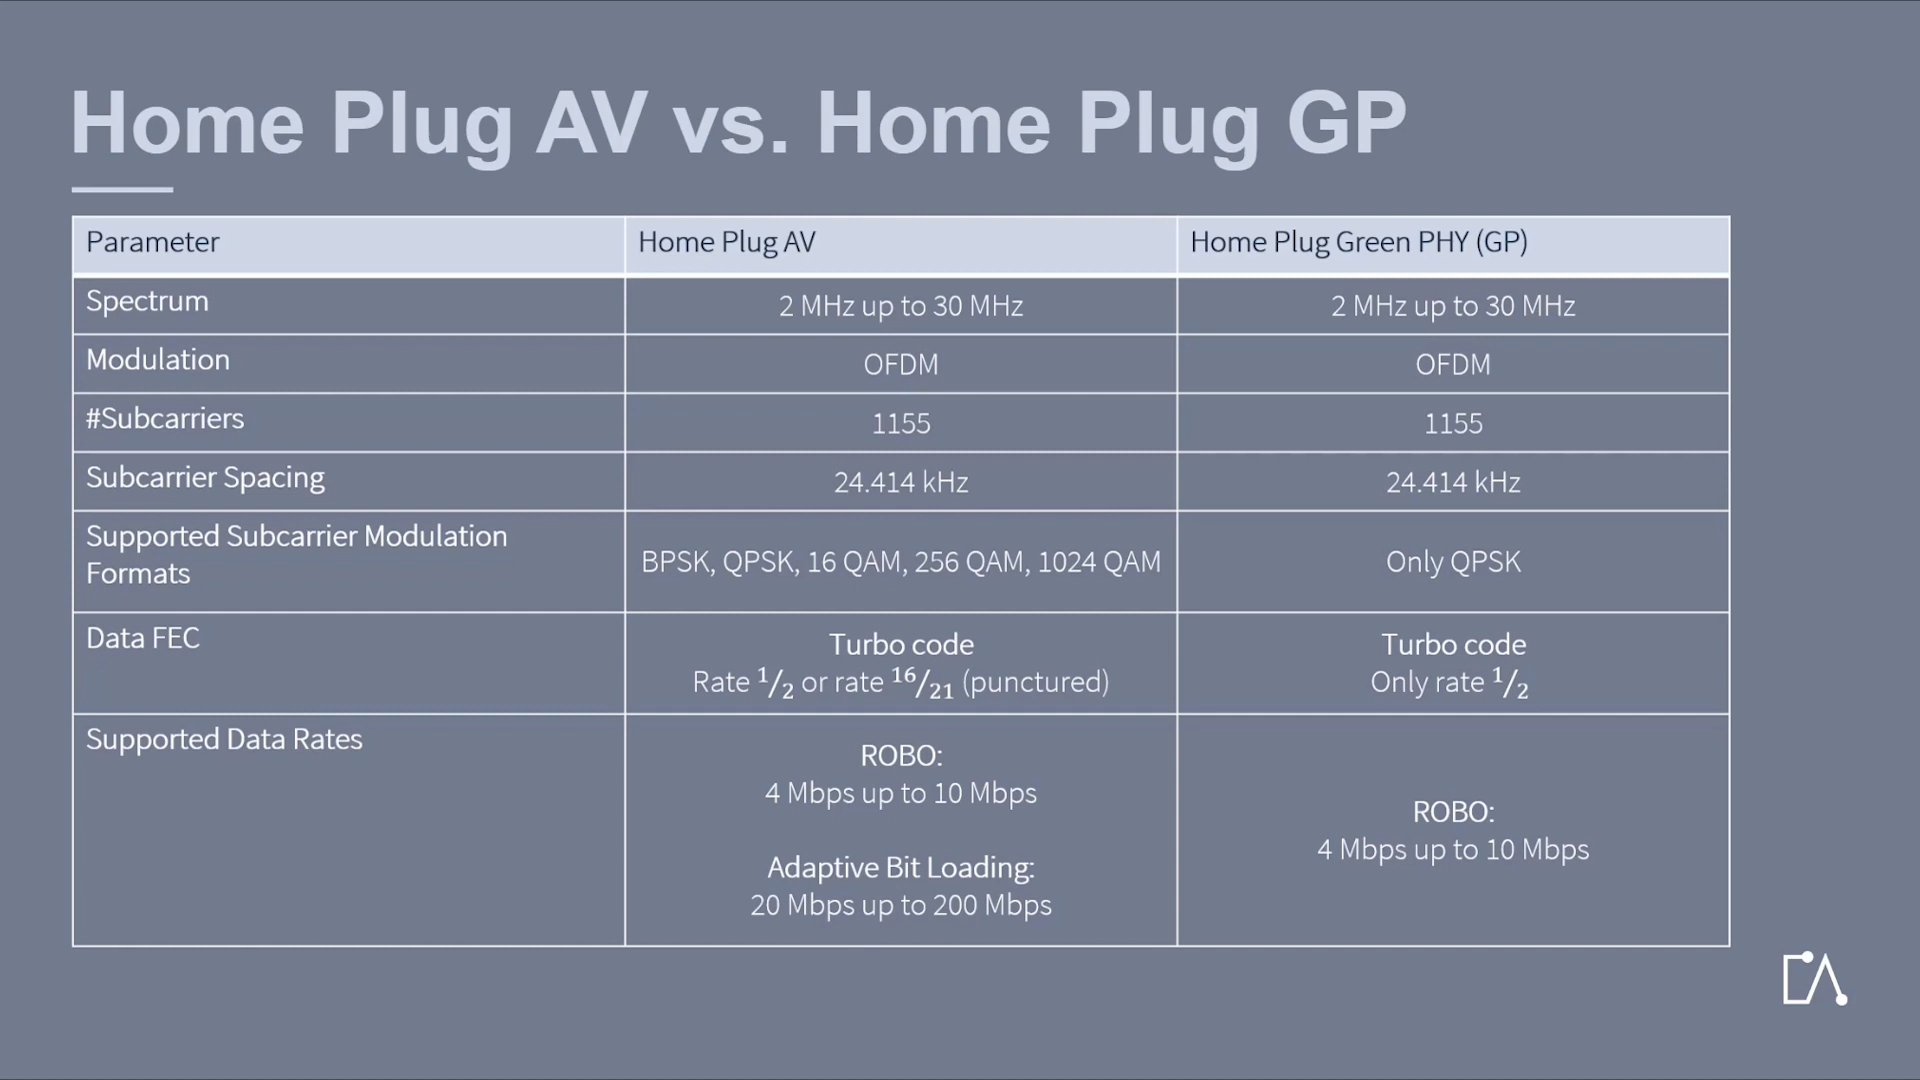 Home Plug AV vs. Home Plug GP
Parameter
Home Plug AV
Home Plug Green PHY (GP)
Spectrum
2 MHz up to 30 MHz
2 MHz up to 30 MHz
Modulation
OFDM
OFDM
#Subcarriers
1155
1155
Subcarrier Spacing
24.414 kHz
24.414 kHz
Supported Subcarrier Modulation
Formats
BPSK, QPSK, 16 QAM, 256 QAM, 1024 QAM
Only QPSK
Data FEC
Turbo code
Rate 1/2 or rate 16/21 (punctured)
Turbo code
Only rate 1/2
Supported Data Rates
ROBO:
4 Mbps up to 10 Mbps
Adaptive Bit Loading:
20 Mbps up to 200 Mbps
ROBO:
4 Mbps up to 10 Mbps